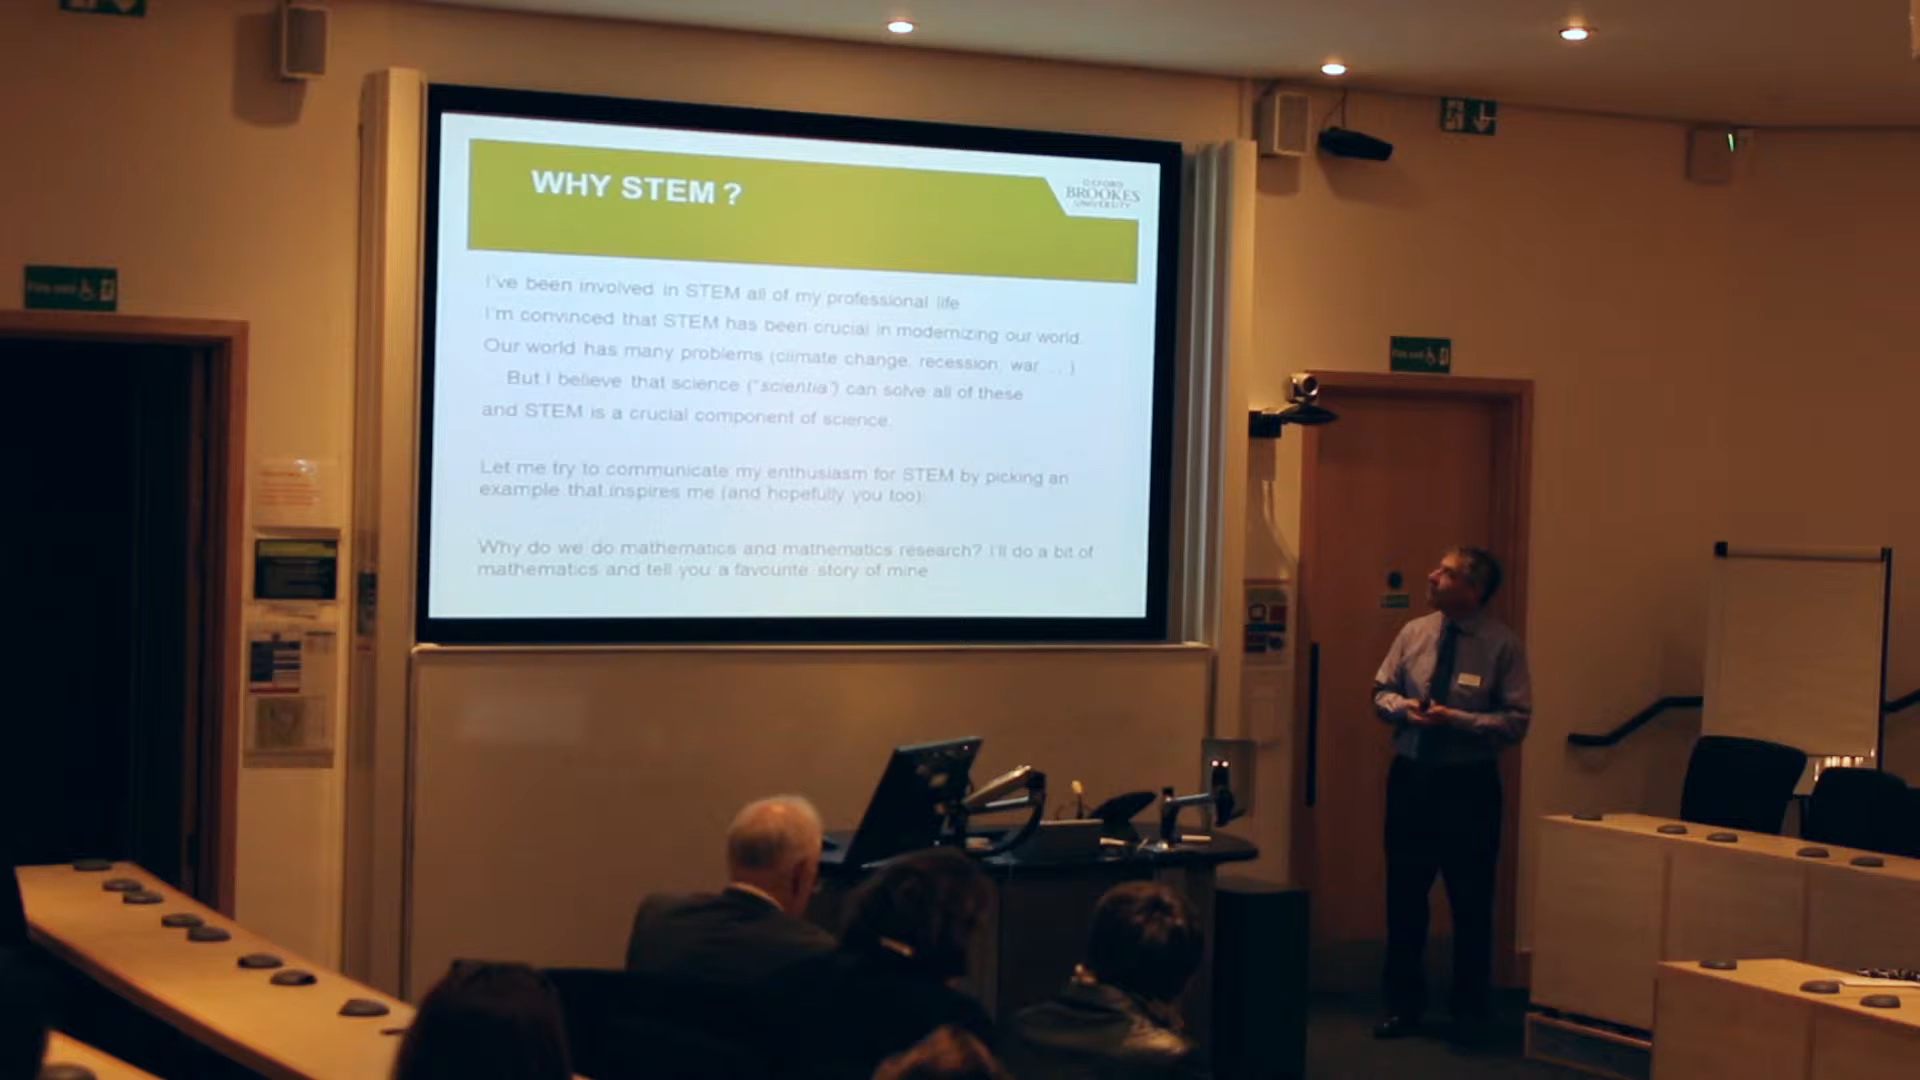 WHY STEM ?
OXFORD
BROOKES
UNIVERSITY
I've been involved in STEM all of my professional life
I'm convinced that STEM has been crucial in modernizing our world.
Our world has many problems (climate change, recession, war ... )
But I believe that science ("scientia") can solve all of these
and STEM is a crucial component of science.
Let me try to communicate my enthusiasm for STEM by picking an
example that inspires me (and hopefully you too)
Why do we do mathematics and mathematics research? I'll do a bit of
mathematics and tell you a favourite story of mine